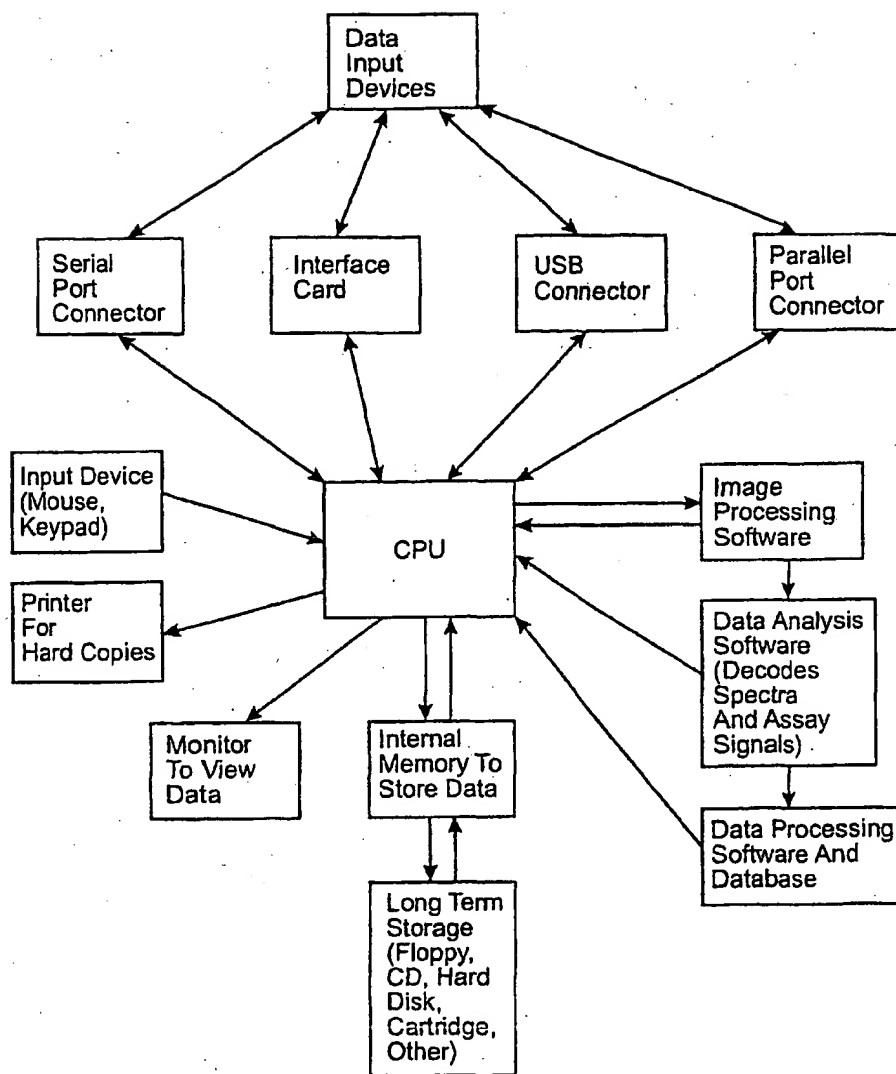 Data
Input
Devices
Serial
Port
Connector
Interface
Card
USB
Connector
Parallel
Port
Connector
Input Device
(Mouse,
Keypad)
CPU
Image
Processing
Software
Printer
For
Hard Copies
Data Analysis
Software
(Decodes
Spectra
And Assay
Signals)
Monitor
To View
Data
Internal
Memory To
Store Data
Data Processing
Software And
Database
Long Term
Storage
(Floppy,
CD, Hard
Disk,
Cartridge,
Other)